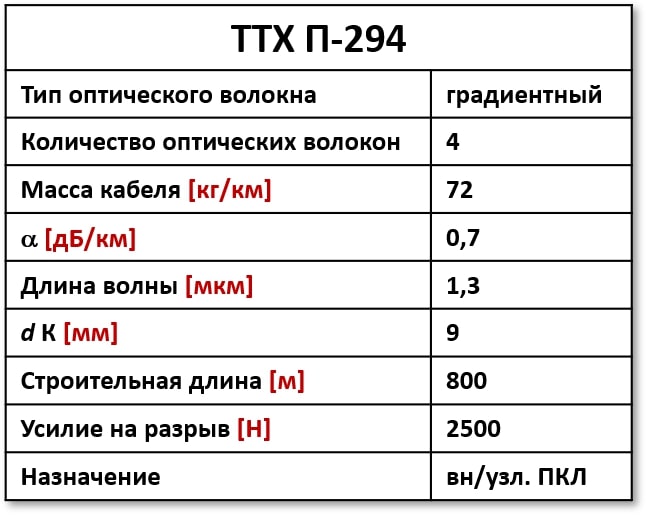 ТТХ П-294
Тип оптического волокна градиентный
Количество оптических волокон 4
Масса кабеля [кг/км] 72
α [дБ/км] 0,7
Длина волны [мкм] 1,3
d К [мм] 9
Строительная длина [м] 800
Усилие на разрыв [Н] 2500
Назначение вн/узл. ПКЛ